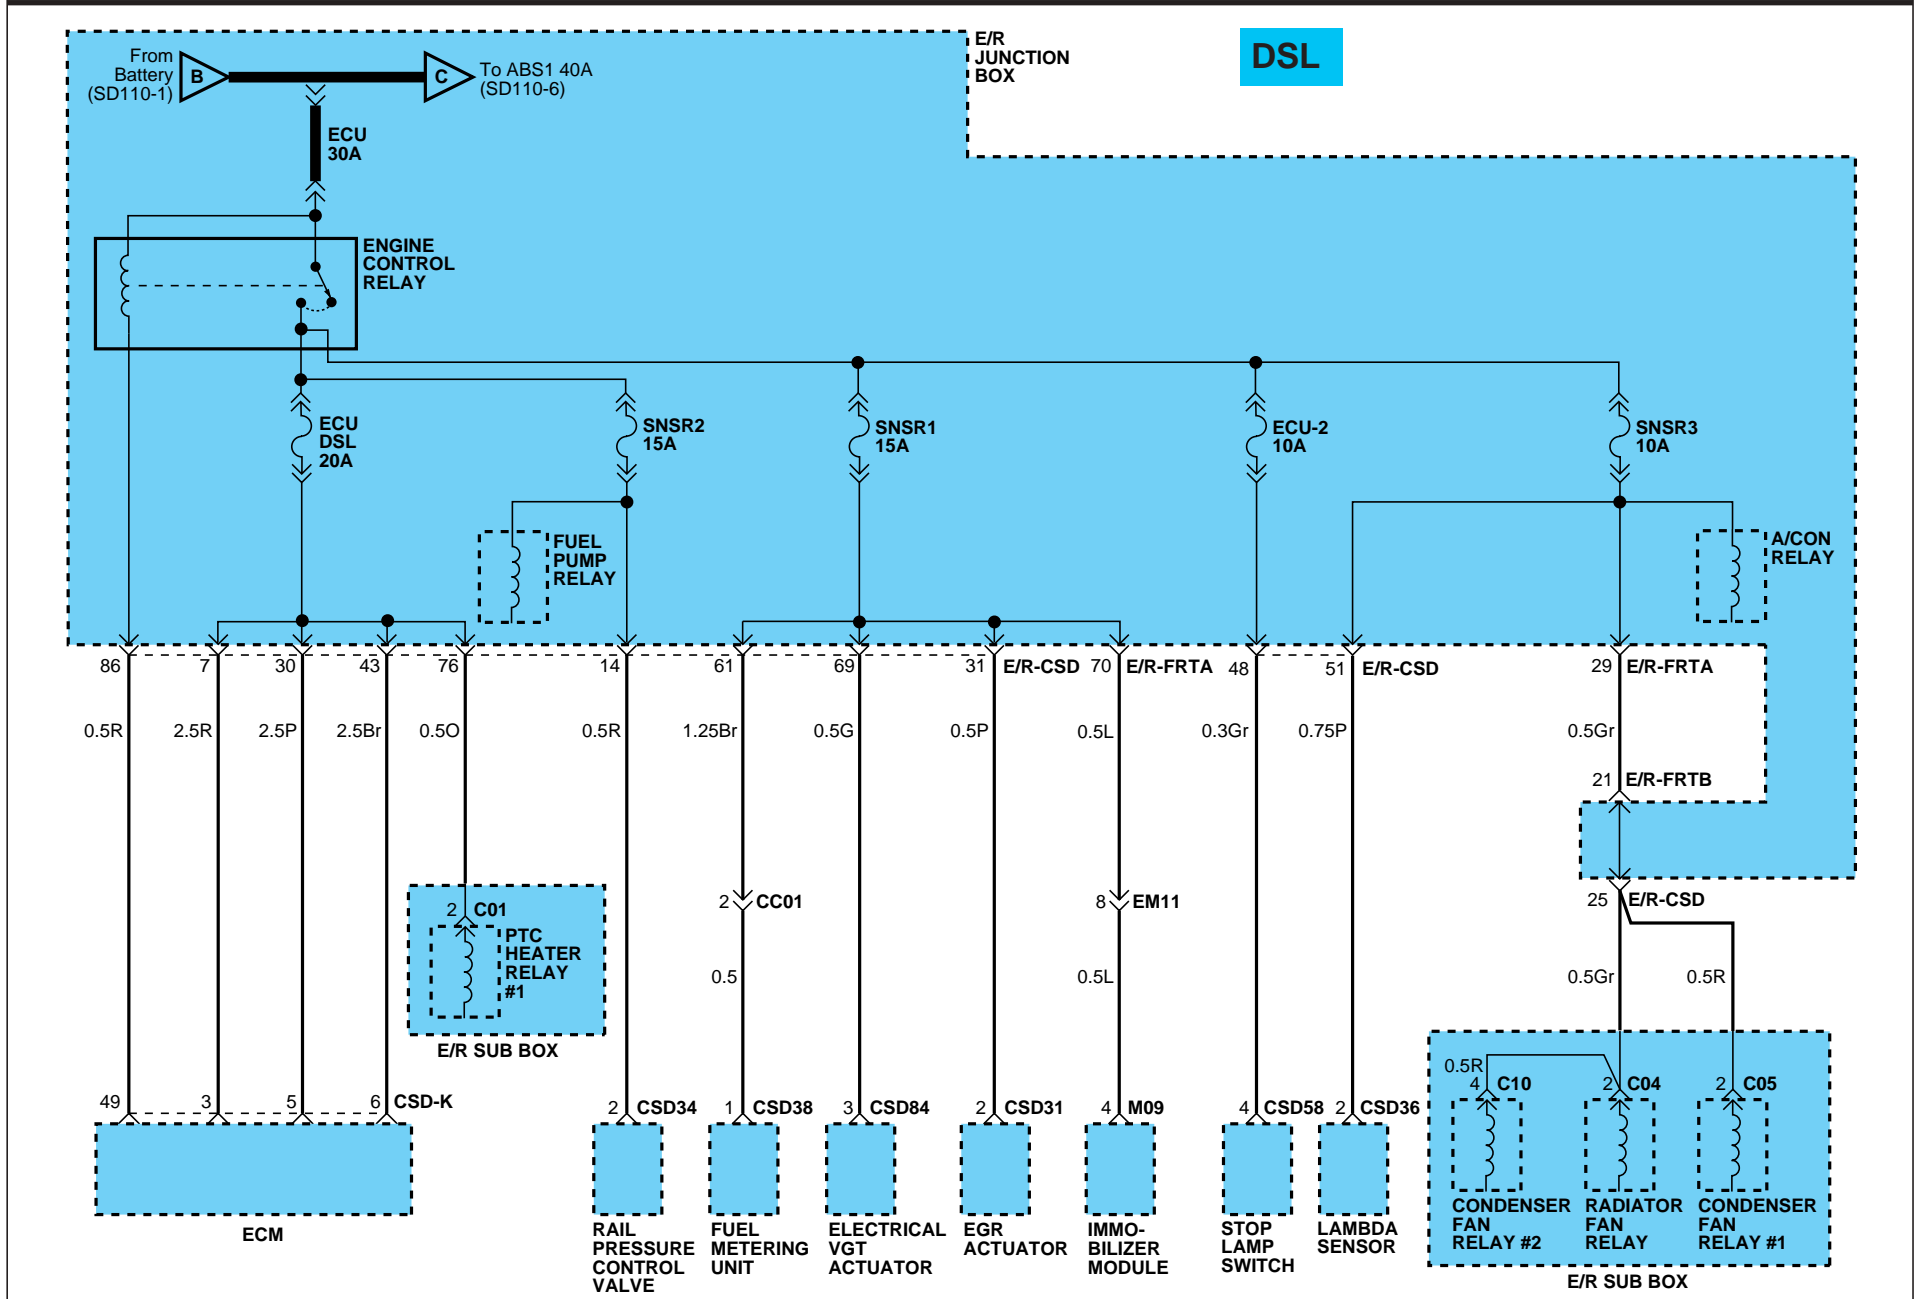 From
Battery
(SD110-1)
B
C
To ABS1 40A
(SD110-6)
E/R
JUNCTION
BOX
DSL
ECU
30A
ENGINE
CONTROL
RELAY
ECU
DSL
20A
SNSR2
15A
SNSR1
15A
ECU-2
10A
SNSR3
10A
FUEL
PUMP
RELAY
A/CON
RELAY
86 7 30 43 76 14 61 69 31 E/R-CSD 70 E/R-FRTA 48 51 E/R-CSD 29 E/R-FRTA
0.5R 2.5R 2.5P 2.5Br 0.5O 0.5R 1.25Br 0.5G 0.5P 0.5L 0.3Gr 0.75P 0.5Gr
21 E/R-FRTB
2 CC01
8 EM11
25 E/R-CSD
2 C01
PTC
HEATER
RELAY
#1
E/R SUB BOX
0.5
0.5L
0.5Gr
0.5R
0.5R
4 C10
2 C04
2 C05
49 3 5 6 CSD-K
2 CSD34
1 CSD38
3 CSD84
2 CSD31
4 M09
4 CSD58
2 CSD36
ECM
RAIL
PRESSURE
CONTROL
VALVE
FUEL
METERING
UNIT
ELECTRICAL
VGT
ACTUATOR
EGR
ACTUATOR
IMMO-
BILIZER
MODULE
STOP
LAMP
SWITCH
LAMBDA
SENSOR
CONDENSER
FAN
RELAY #2
RADIATOR
FAN
RELAY
CONDENSER
FAN
RELAY #1
E/R SUB BOX